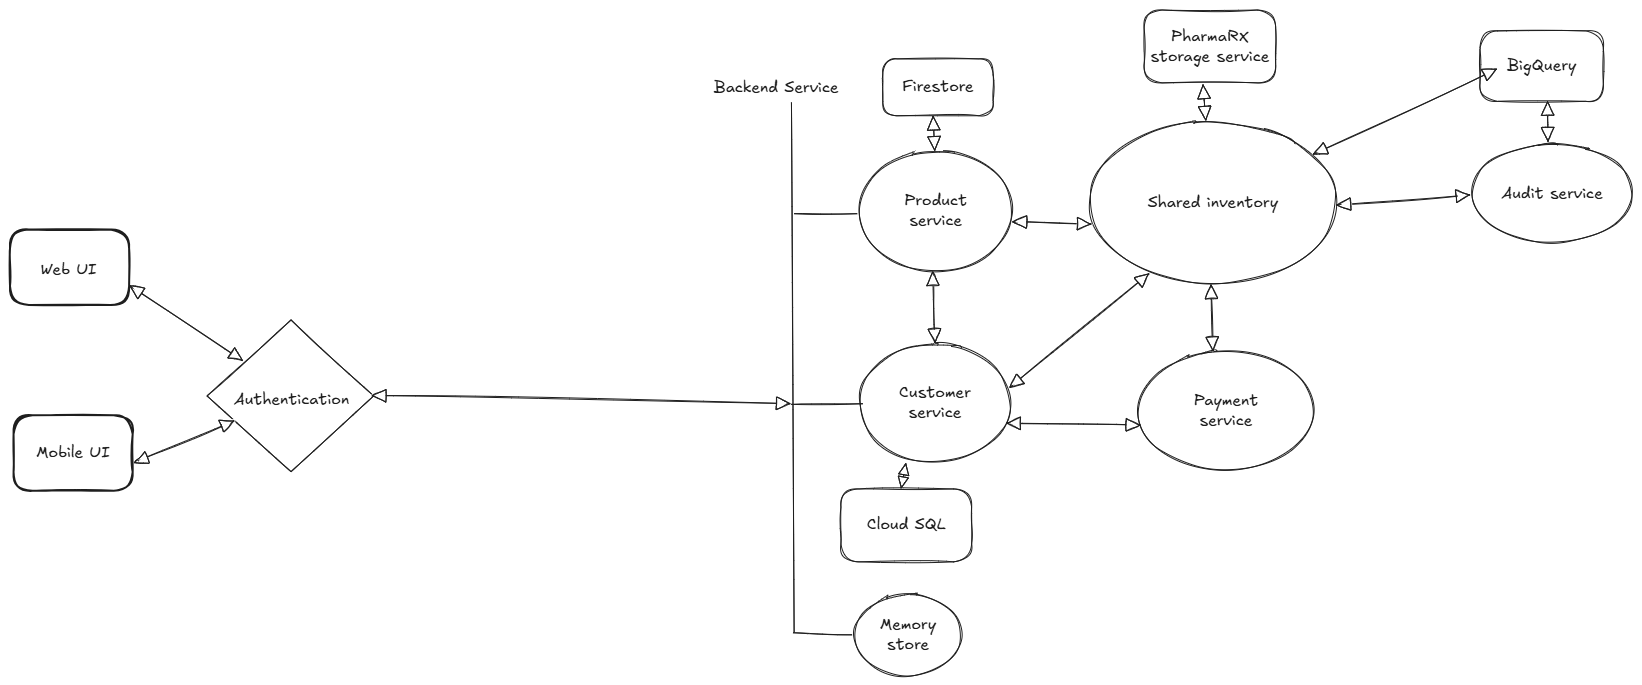 PharmaRX
storage service
BigQuery
Backend Service
Firestore
Product
service
Shared inventory
Audit service
Web UI
Authentication
Customer
service
Payment
service
Mobile UI
Cloud SQL
Memory
store